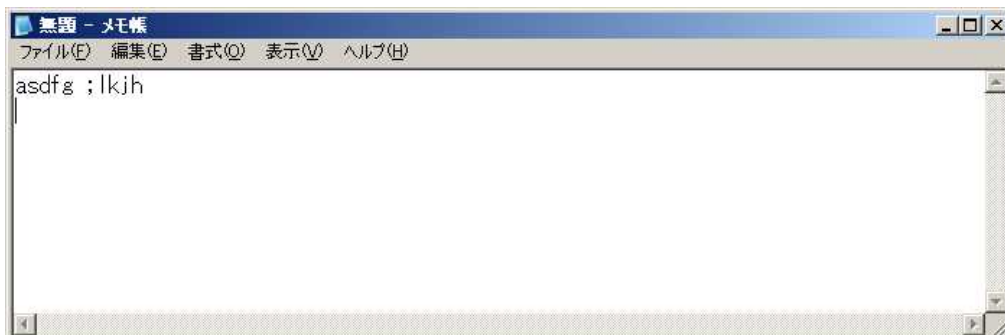 無題 - メモ帳
ファイル(F) 編集(E) 書式(O) 表示(V) ヘルプ(H)
asdfg ;lkjh